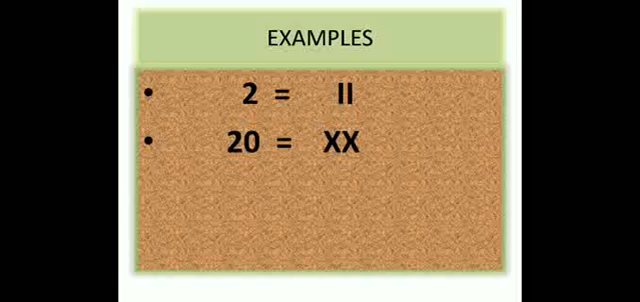 EXAMPLES
• 2 = II
• 20 = XX